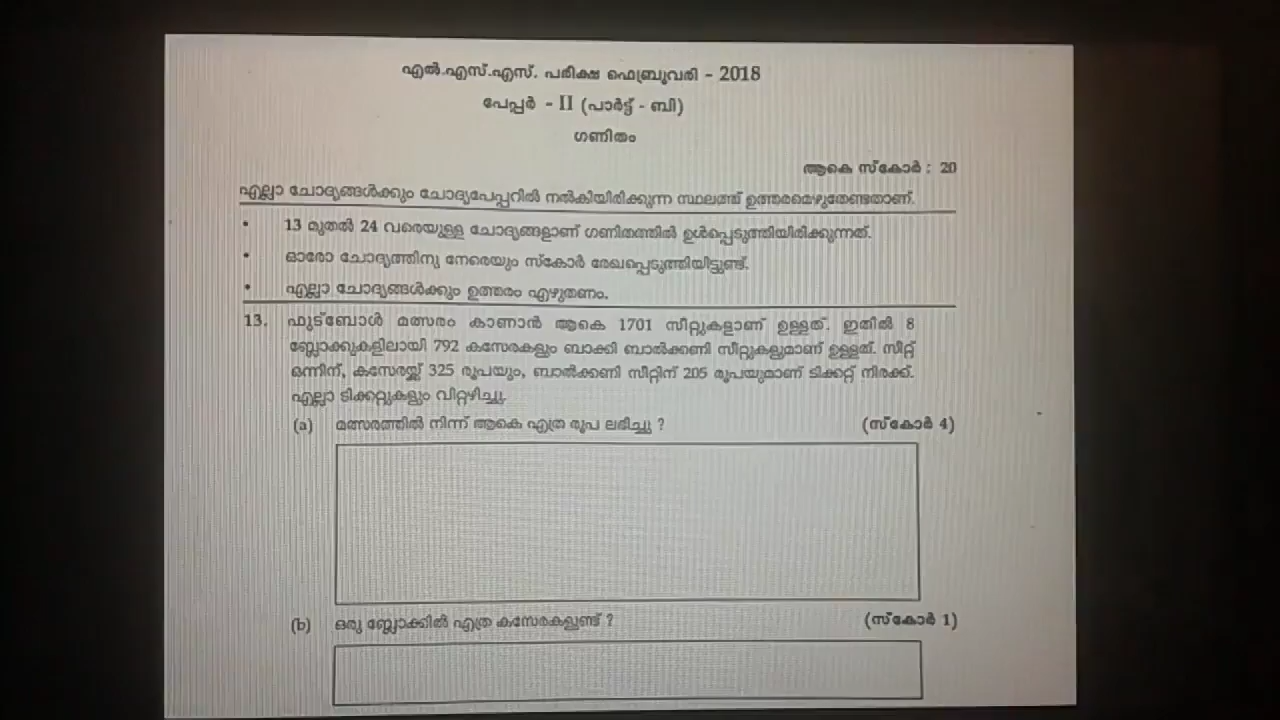 എൽ.എസ്.എസ്. പരീക്ഷ ഫെബ്രുവരി - 2018
പേപ്പർ - II (പാർട്ട് - ബി)
ഗണിതം
ആകെ സ്കോർ : 20
എല്ലാ ചോദ്യങ്ങൾക്കും ചോദ്യപേപ്പറിൽ നൽകിയിരിക്കുന്ന സ്ഥലത്ത് ഉത്തരമെഴുതേണ്ടതാണ്.
• 13 മുതൽ 24 വരെയുള്ള ചോദ്യങ്ങളാണ് ഗണിതത്തിൽ ഉൾപ്പെടുത്തിയിരിക്കുന്നത്.
• ഓരോ ചോദ്യത്തിനു നേരെയും സ്കോർ രേഖപ്പെടുത്തിയിട്ടുണ്ട്.
• എല്ലാ ചോദ്യങ്ങൾക്കും ഉത്തരം എഴുതണം.
13. ഫുട്ബോൾ മത്സരം കാണാൻ ആകെ 1701 സീറ്റുകളാണ് ഉള്ളത്. ഇതിൽ 8
ബ്ലോക്കുകളിലായി 792 കസേരകളും ബാക്കി ബാൽക്കണി സീറ്റുകളുമാണ് ഉള്ളത്. സീറ്റ്
ഒന്നിന്, കസേരയ്ക്ക് 325 രൂപയും, ബാൽക്കണി സീറ്റിന് 205 രൂപയുമാണ് ടിക്കറ്റ് നിരക്ക്.
എല്ലാ ടിക്കറ്റുകളും വിറ്റഴിച്ചു.
(a) മത്സരത്തിൽ നിന്ന് ആകെ എത്ര രൂപ ലഭിച്ചു ? (സ്കോർ 4)
(b) ഒരു ബ്ലോക്കിൽ എത്ര കസേരകളുണ്ട് ? (സ്കോർ 1)